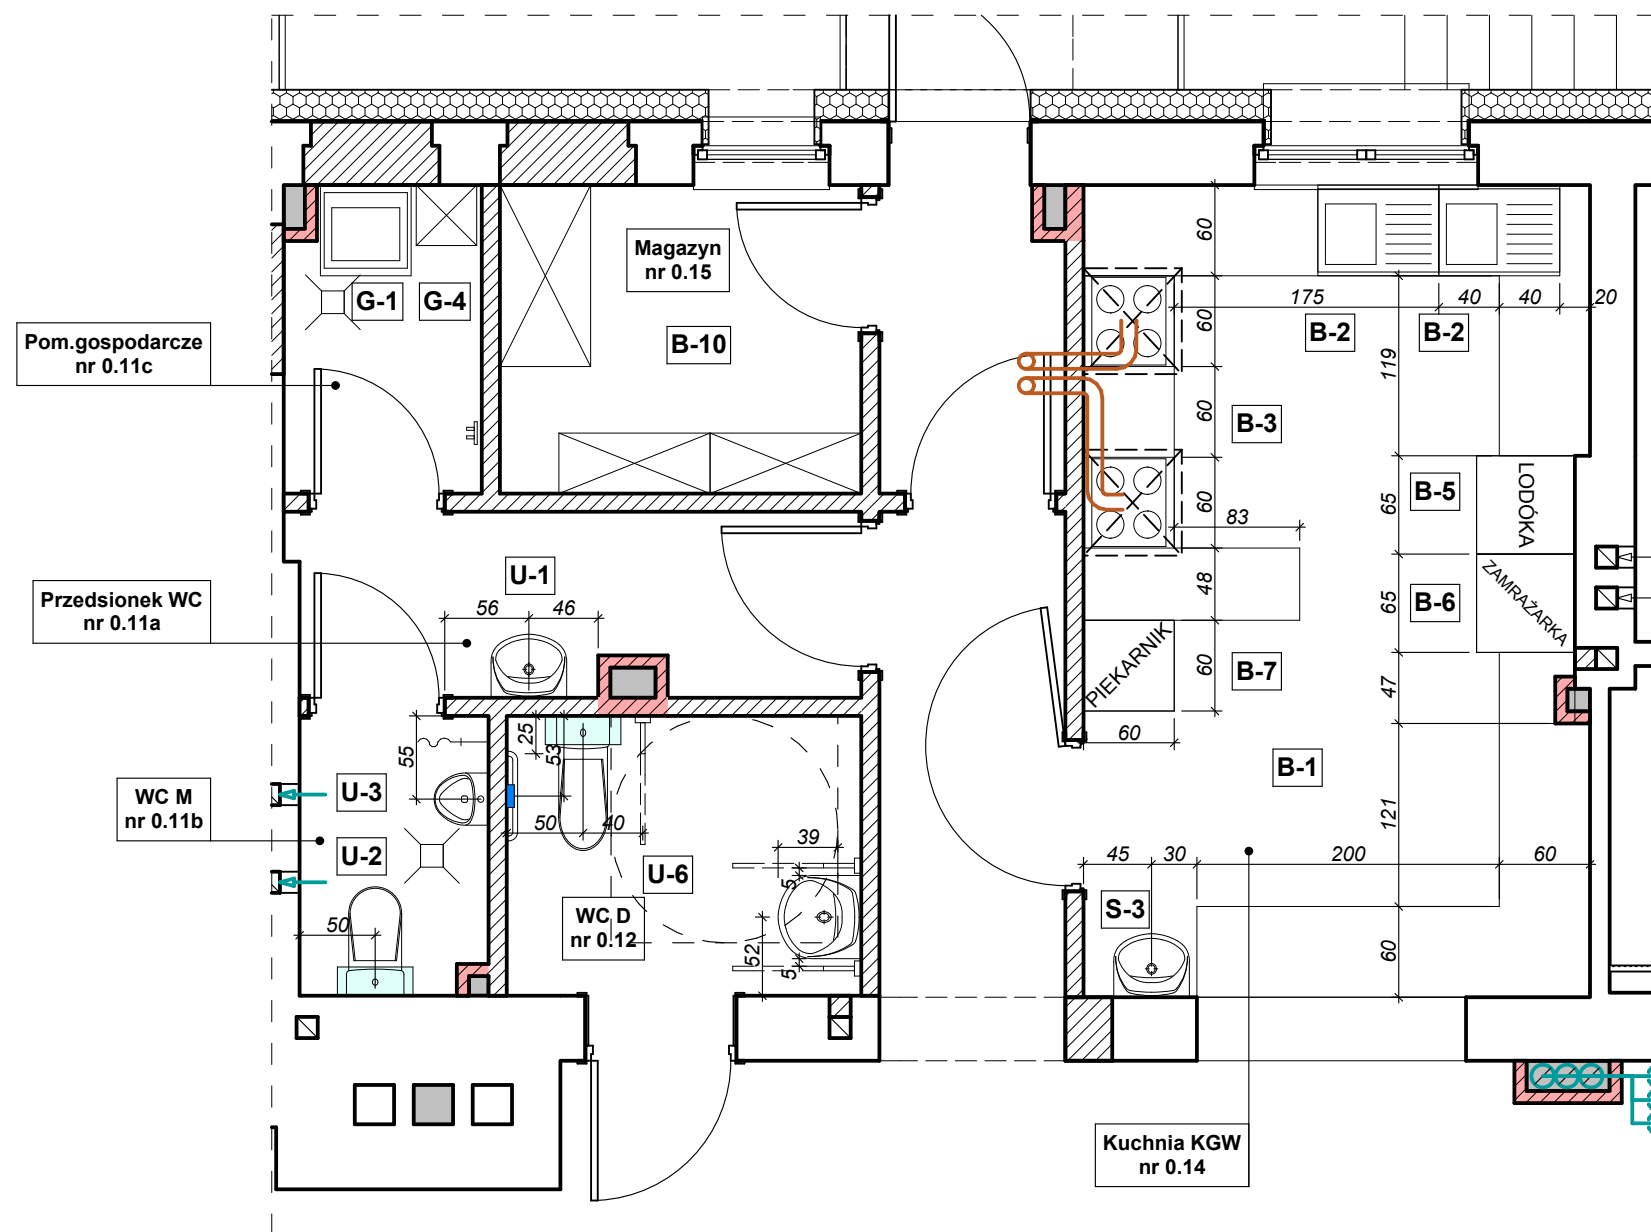 Magazyn
nr 0.15
G-1
G-4
B-10
Pom.gospodarcze
nr 0.11c
60
175
40
40
20
B-2
B-2
60
119
60
B-3
LODÓKA
B-5
65
60
83
ZAMRAŻARKA
B-6
65
48
U-1
Przedsionek WC
nr 0.11a
56
46
PIEKARNIK
60
B-7
47
60
25
53
55
B-1
U-3
WC M
nr 0.11b
50
40
121
U-2
39
45
30
200
60
U-6
5
S-3
WC D
nr 0.12
50
52
5
60
Kuchnia KGW
nr 0.14